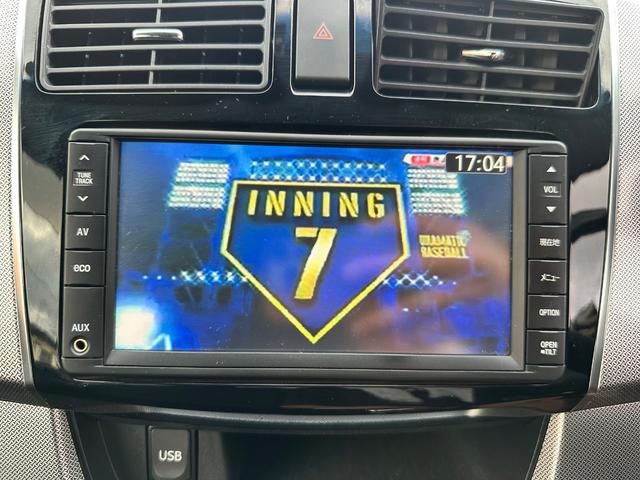 17:04
INNING
7
DRAMATIC
BASEBALL
TUNE
TRACK
AV
eco
AUX
VOL
現在地
メニュー
OPTION
OPEN
TILT
USB